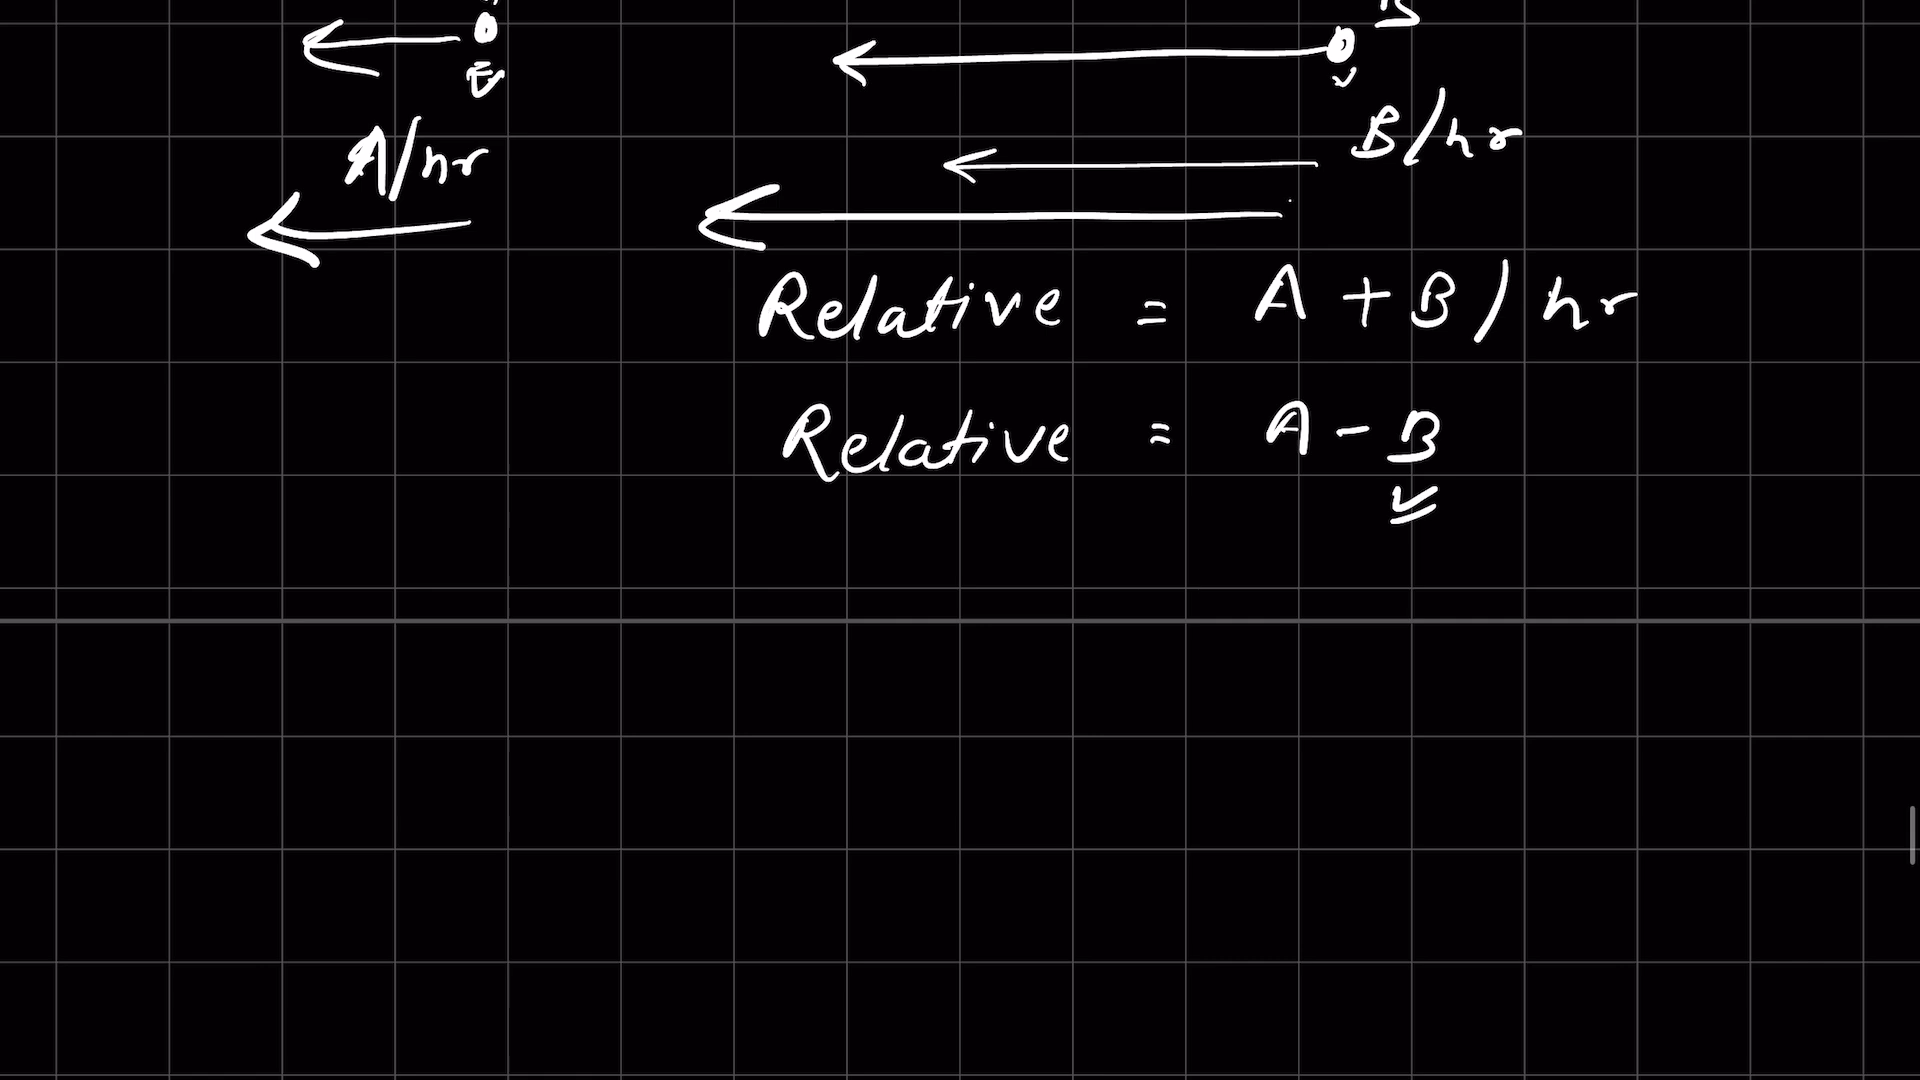 A/hr
B/hr
Relative = A + B / hr
Relative = A - B